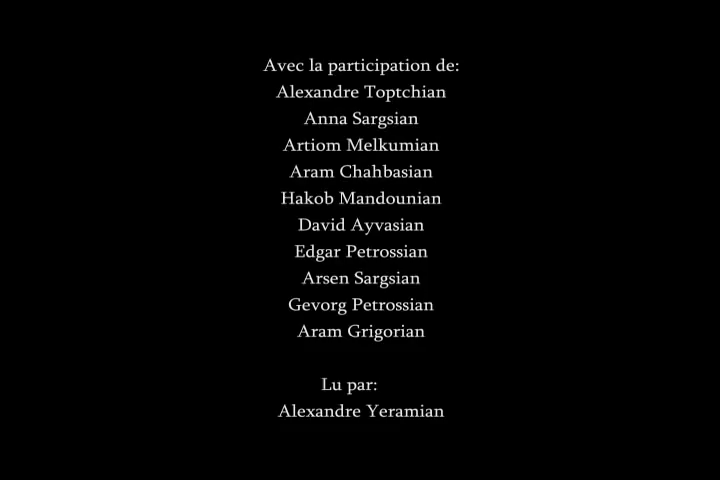 Avec la participation de:
Alexandre Toptchian
Anna Sargsian
Artiom Melkumian
Aram Chahbasian
Hakob Mandounian
David Ayvasian
Edgar Petrossian
Arsen Sargsian
Gevorg Petrossian
Aram Grigorian
Lu par:
Alexandre Yeramian